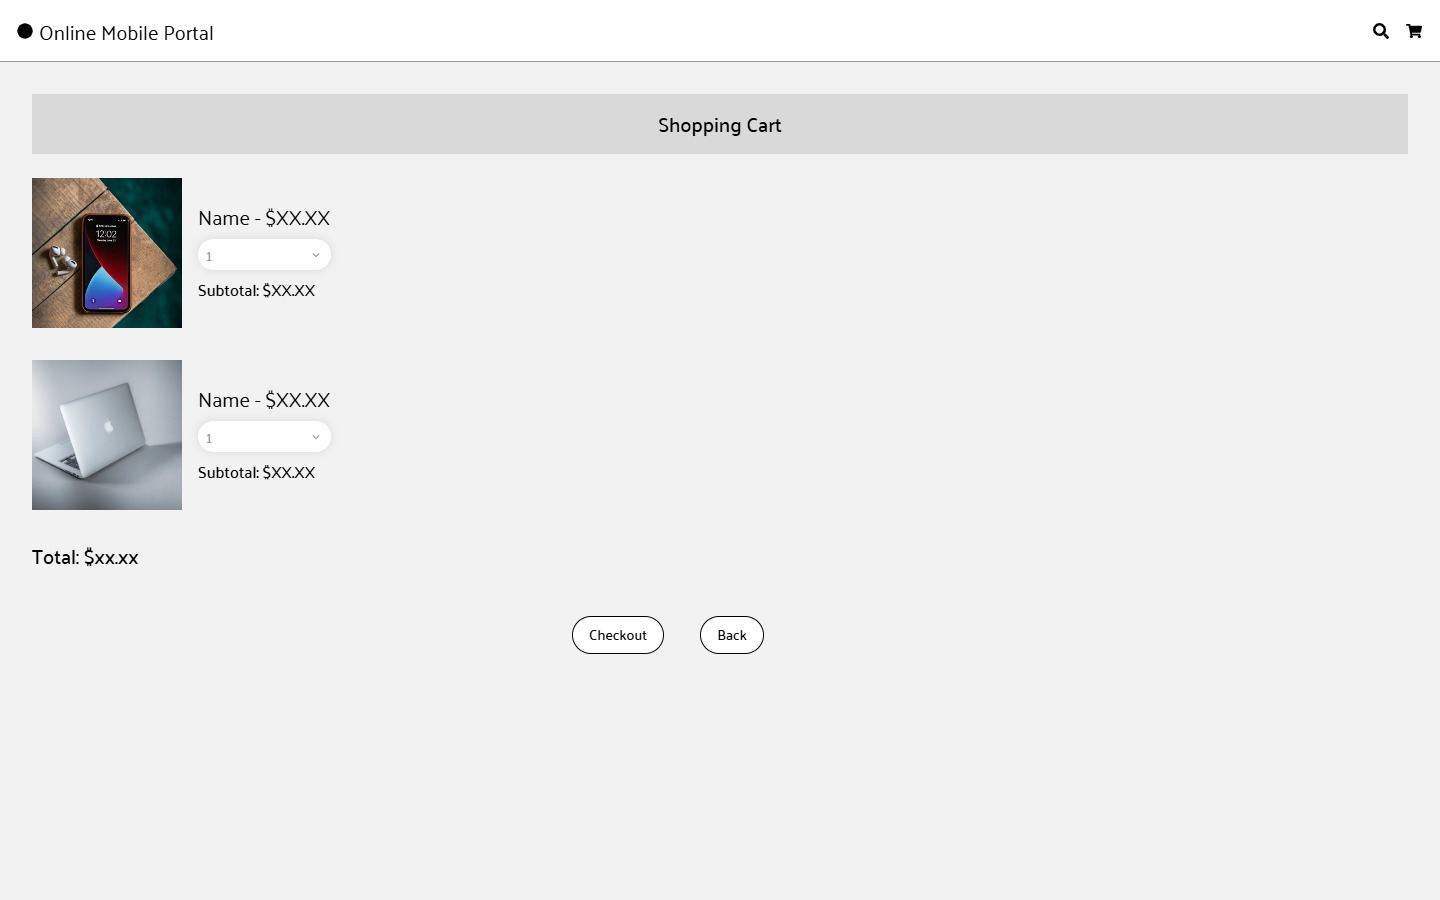 Online Mobile Portal
Shopping Cart
12:02
Name - $XX.XX
1
Subtotal: $XX.XX
Name - $XX.XX
1
Subtotal: $XX.XX
Total: $xx.xx
Checkout
Back